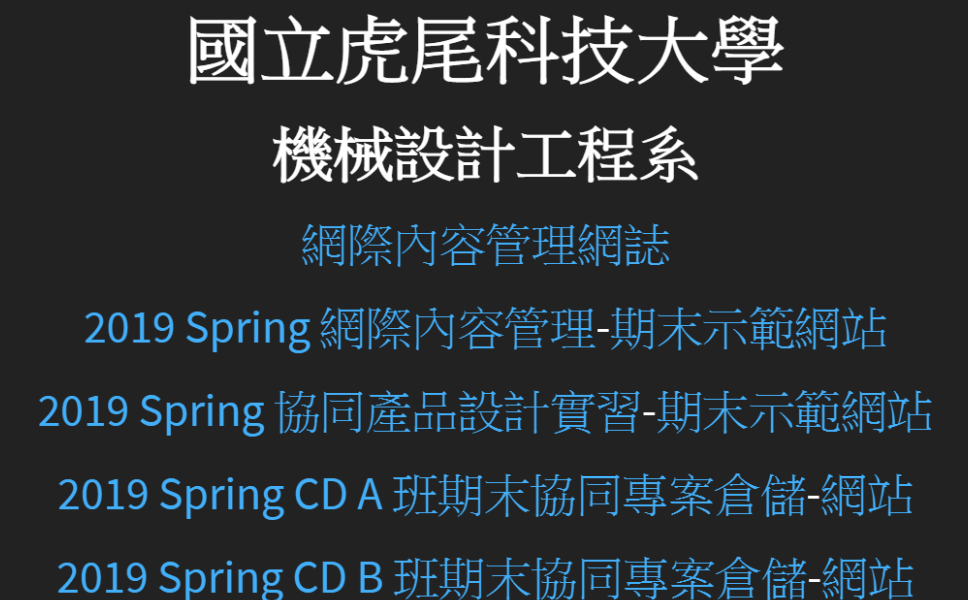 國立虎尾科技大學
機械設計工程系
網際內容管理網誌
2019 Spring 網際內容管理-期末示範網站
2019 Spring 協同產品設計實習-期末示範網站
2019 Spring CD A 班期末協同專案倉儲-網站
2019 Spring CD B 班期末協同專案倉儲-網站